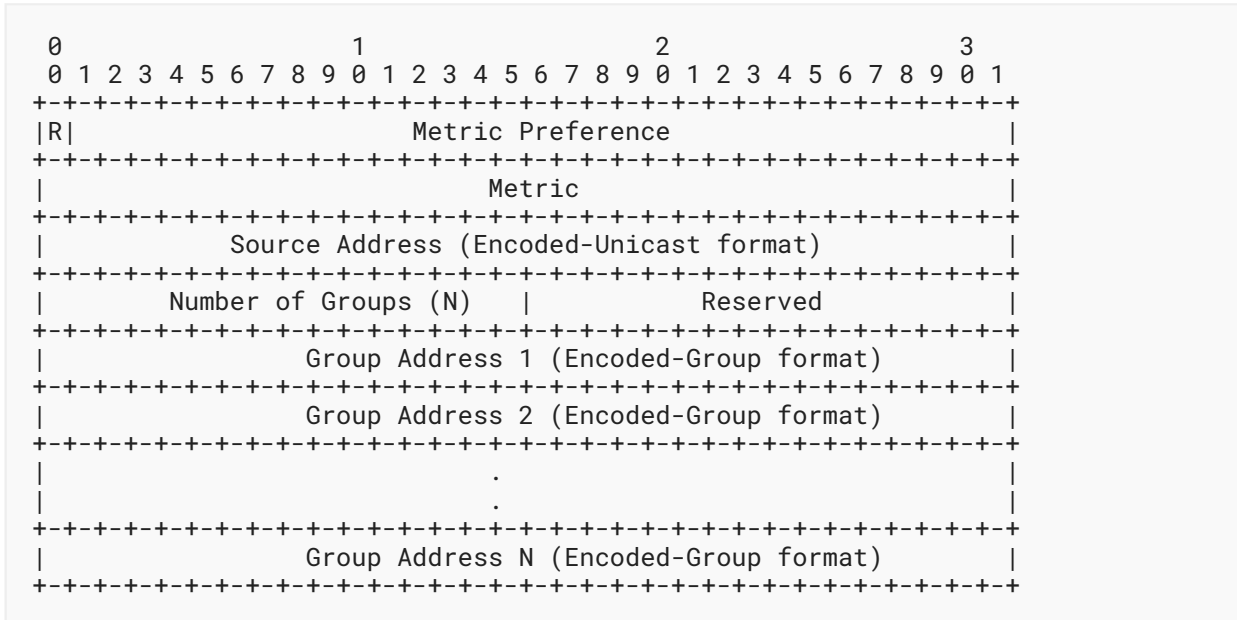 0                   1                   2                   3
 0 1 2 3 4 5 6 7 8 9 0 1 2 3 4 5 6 7 8 9 0 1 2 3 4 5 6 7 8 9 0 1
+-+-+-+-+-+-+-+-+-+-+-+-+-+-+-+-+-+-+-+-+-+-+-+-+-+-+-+-+-+-+-+-+
|R|                      Metric Preference                      |
+-+-+-+-+-+-+-+-+-+-+-+-+-+-+-+-+-+-+-+-+-+-+-+-+-+-+-+-+-+-+-+-+
|                             Metric                            |
+-+-+-+-+-+-+-+-+-+-+-+-+-+-+-+-+-+-+-+-+-+-+-+-+-+-+-+-+-+-+-+-+
|            Source Address (Encoded-Unicast format)            |
+-+-+-+-+-+-+-+-+-+-+-+-+-+-+-+-+-+-+-+-+-+-+-+-+-+-+-+-+-+-+-+-+
|        Number of Groups (N)   |           Reserved            |
+-+-+-+-+-+-+-+-+-+-+-+-+-+-+-+-+-+-+-+-+-+-+-+-+-+-+-+-+-+-+-+-+
|                 Group Address 1 (Encoded-Group format)        |
+-+-+-+-+-+-+-+-+-+-+-+-+-+-+-+-+-+-+-+-+-+-+-+-+-+-+-+-+-+-+-+-+
|                 Group Address 2 (Encoded-Group format)        |
+-+-+-+-+-+-+-+-+-+-+-+-+-+-+-+-+-+-+-+-+-+-+-+-+-+-+-+-+-+-+-+-+
|                             .                                 |
|                             .                                 |
+-+-+-+-+-+-+-+-+-+-+-+-+-+-+-+-+-+-+-+-+-+-+-+-+-+-+-+-+-+-+-+-+
|                 Group Address N (Encoded-Group format)        |
+-+-+-+-+-+-+-+-+-+-+-+-+-+-+-+-+-+-+-+-+-+-+-+-+-+-+-+-+-+-+-+-+